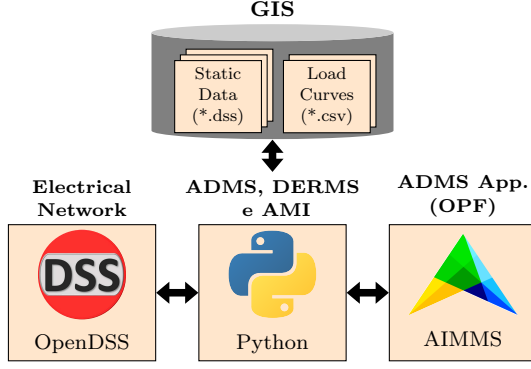 GIS
Static
Data
(*.dss)
Load
Curves
(*.csv)
Electrical
Network
ADMS, DERMS
e AMI
ADMS App.
(OPF)
DSS
OpenDSS
Python
AIMMS